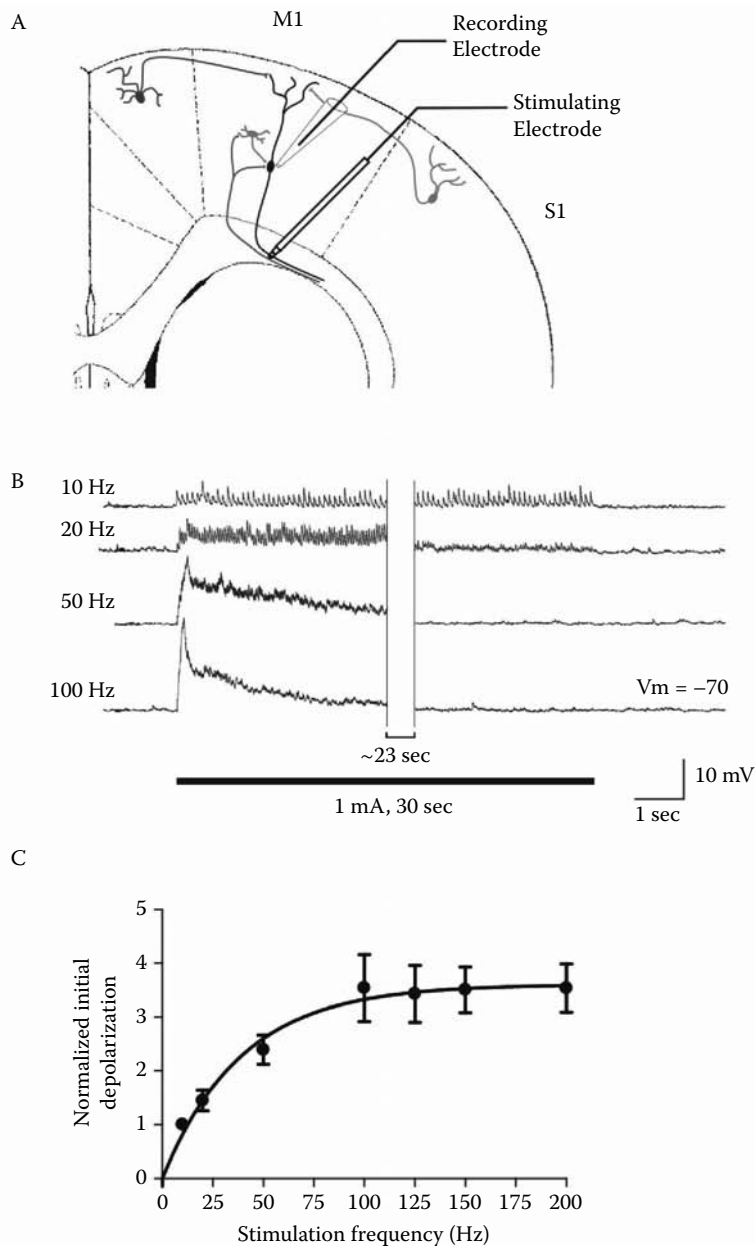 A
M1
Recording
Electrode
Stimulating
Electrode
S1
B
10 Hz
20 Hz
50 Hz
100 Hz
Vm = –70
~23 sec
10 mV
1 mA, 30 sec
1 sec
C
Normalized initial
depolarization
5
4
3
2
1
0
0 25 50 75 100 125 150 175 200
Stimulation frequency (Hz)